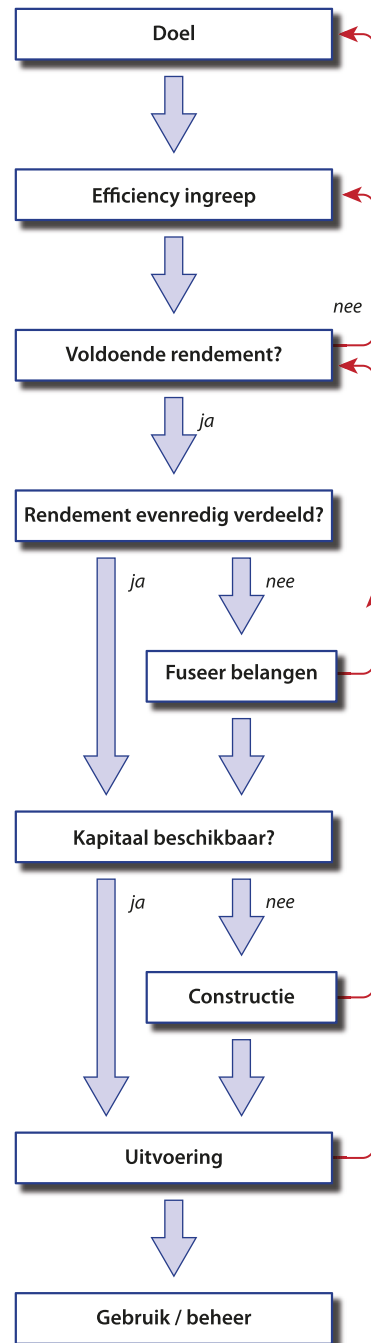 Doel
Efficiency ingreep
nee
Voldoende rendement?
ja
Rendement evenredig verdeeld?
ja
nee
Fuseer belangen
Kapitaal beschikbaar?
ja
nee
Constructie
Uitvoering
Gebruik / beheer